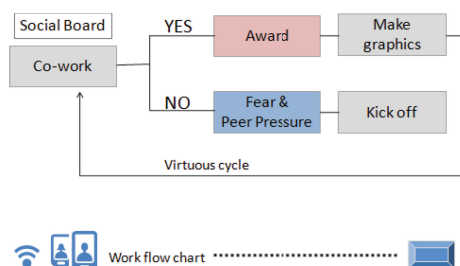 Social Board
Co-work
YES
Award
Make
graphics
NO
Fear &
Peer Pressure
Kick off
Virtuous cycle
Work flow chart